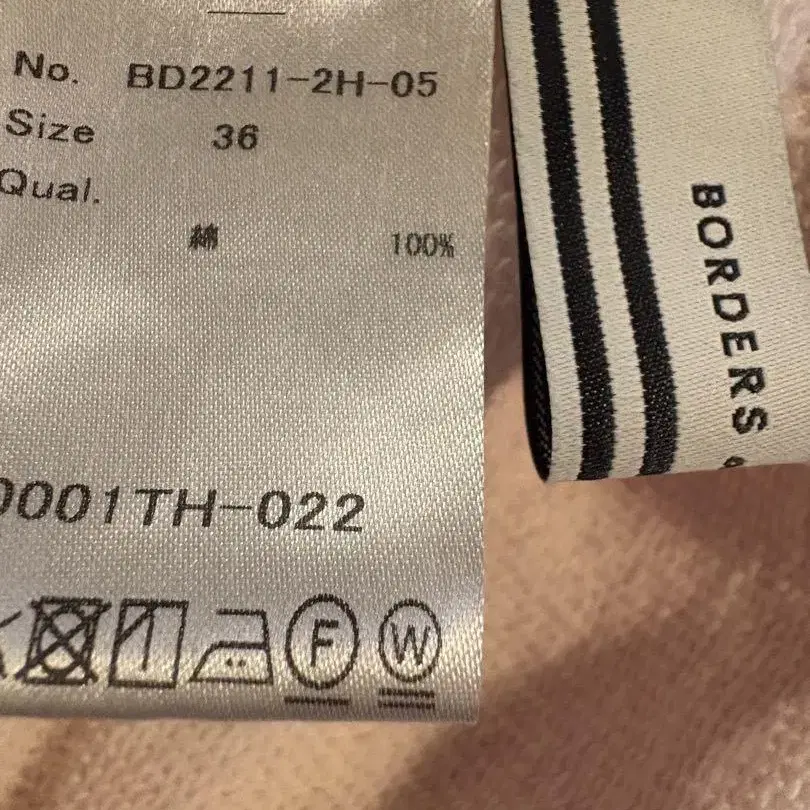 No. BD2211-2H-05
Size 36
Qual.
綿 100%
0001TH-022
F W
BORDERS